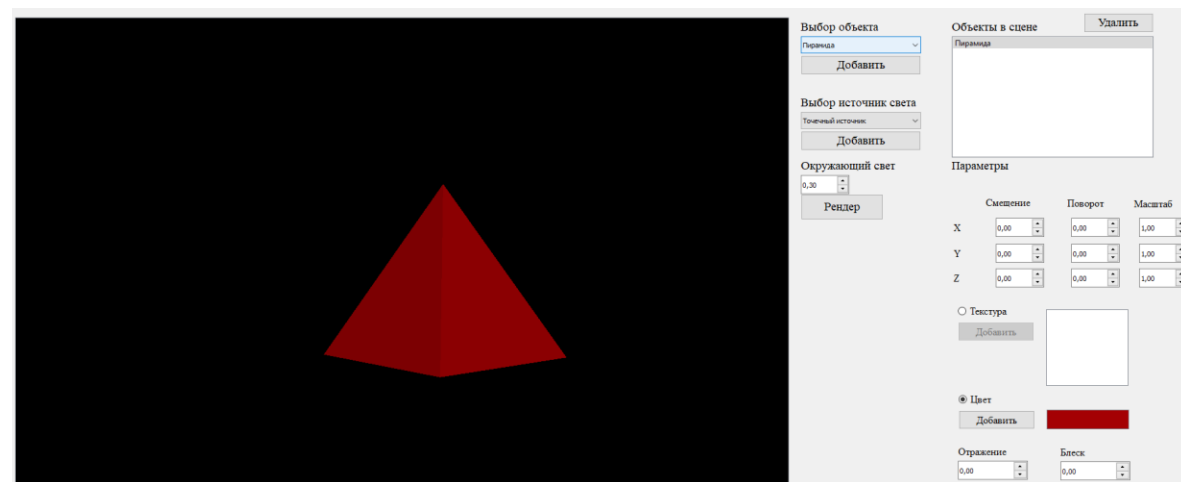 Выбор объекта
Пирамида
Добавить
Выбор источник света
Точечный источник
Добавить
Окружающий свет
0,30
Рендер
Объекты в сцене
Удалить
Пирамида
Параметры
Смещение Поворот Масштаб
X 0,00 0,00 1,00
Y 0,00 0,00 1,00
Z 0,00 0,00 1,00
Текстура
Добавить
Цвет
Добавить
Отражение Блеск
0,00 0,00